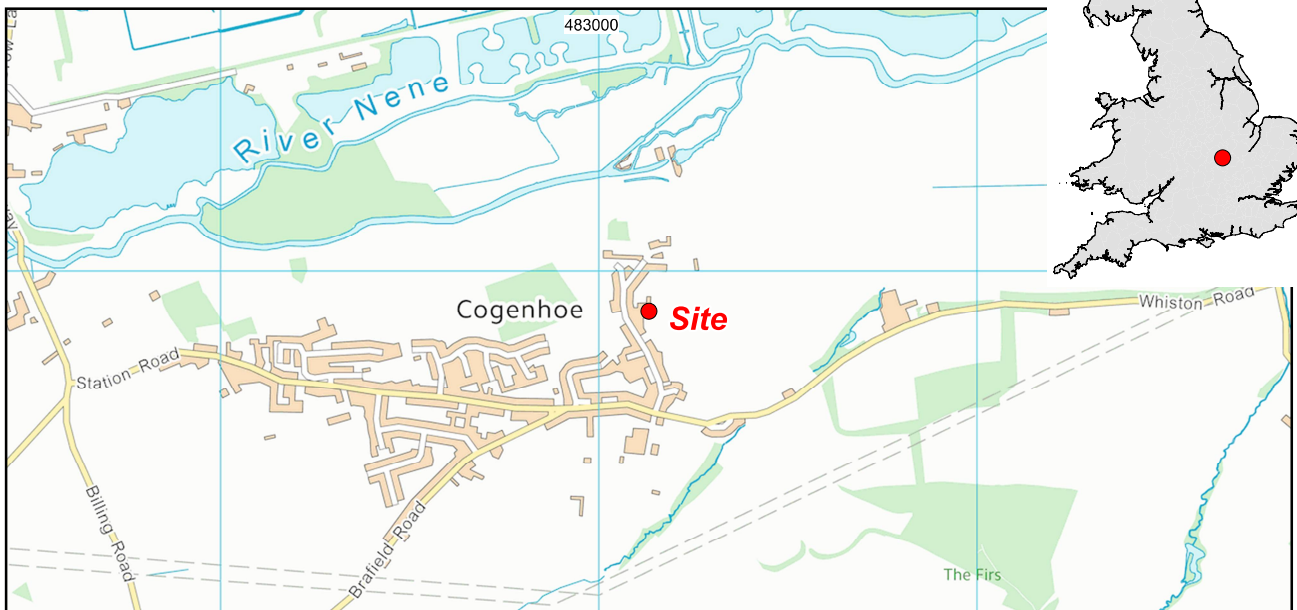 483000
River Nene
Cogenhoe
Site
Whiston Road
Station Road
Billing Road
Brafield Road
The Firs